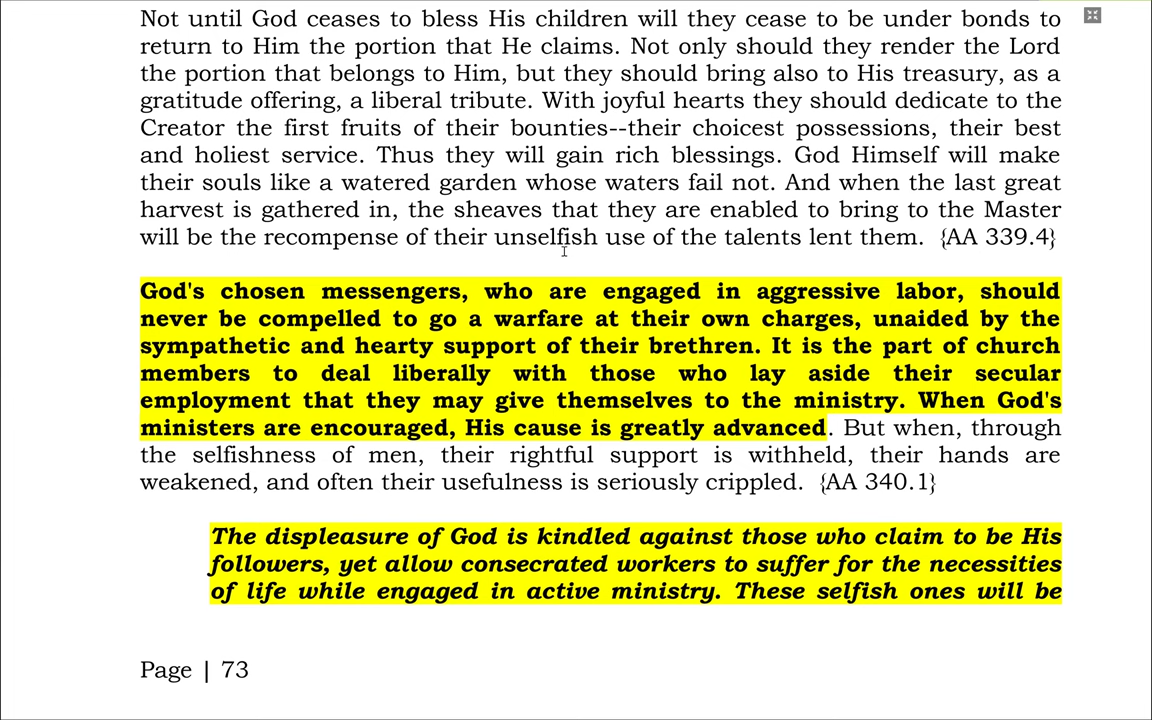 Not until God ceases to bless His children will they cease to be under bonds to
return to Him the portion that He claims. Not only should they render the Lord
the portion that belongs to Him, but they should bring also to His treasury, as a
gratitude offering, a liberal tribute. With joyful hearts they should dedicate to the
Creator the first fruits of their bounties--their choicest possessions, their best
and holiest service. Thus they will gain rich blessings. God Himself will make
their souls like a watered garden whose waters fail not. And when the last great
harvest is gathered in, the sheaves that they are enabled to bring to the Master
will be the recompense of their unselfish use of the talents lent them. {AA 339.4}
God's chosen messengers, who are engaged in aggressive labor, should
never be compelled to go a warfare at their own charges, unaided by the
sympathetic and hearty support of their brethren. It is the part of church
members to deal liberally with those who lay aside their secular
employment that they may give themselves to the ministry. When God's
ministers are encouraged, His cause is greatly advanced. But when, through
the selfishness of men, their rightful support is withheld, their hands are
weakened, and often their usefulness is seriously crippled. {AA 340.1}
The displeasure of God is kindled against those who claim to be His
followers, yet allow consecrated workers to suffer for the necessities
of life while engaged in active ministry. These selfish ones will be
Page | 73